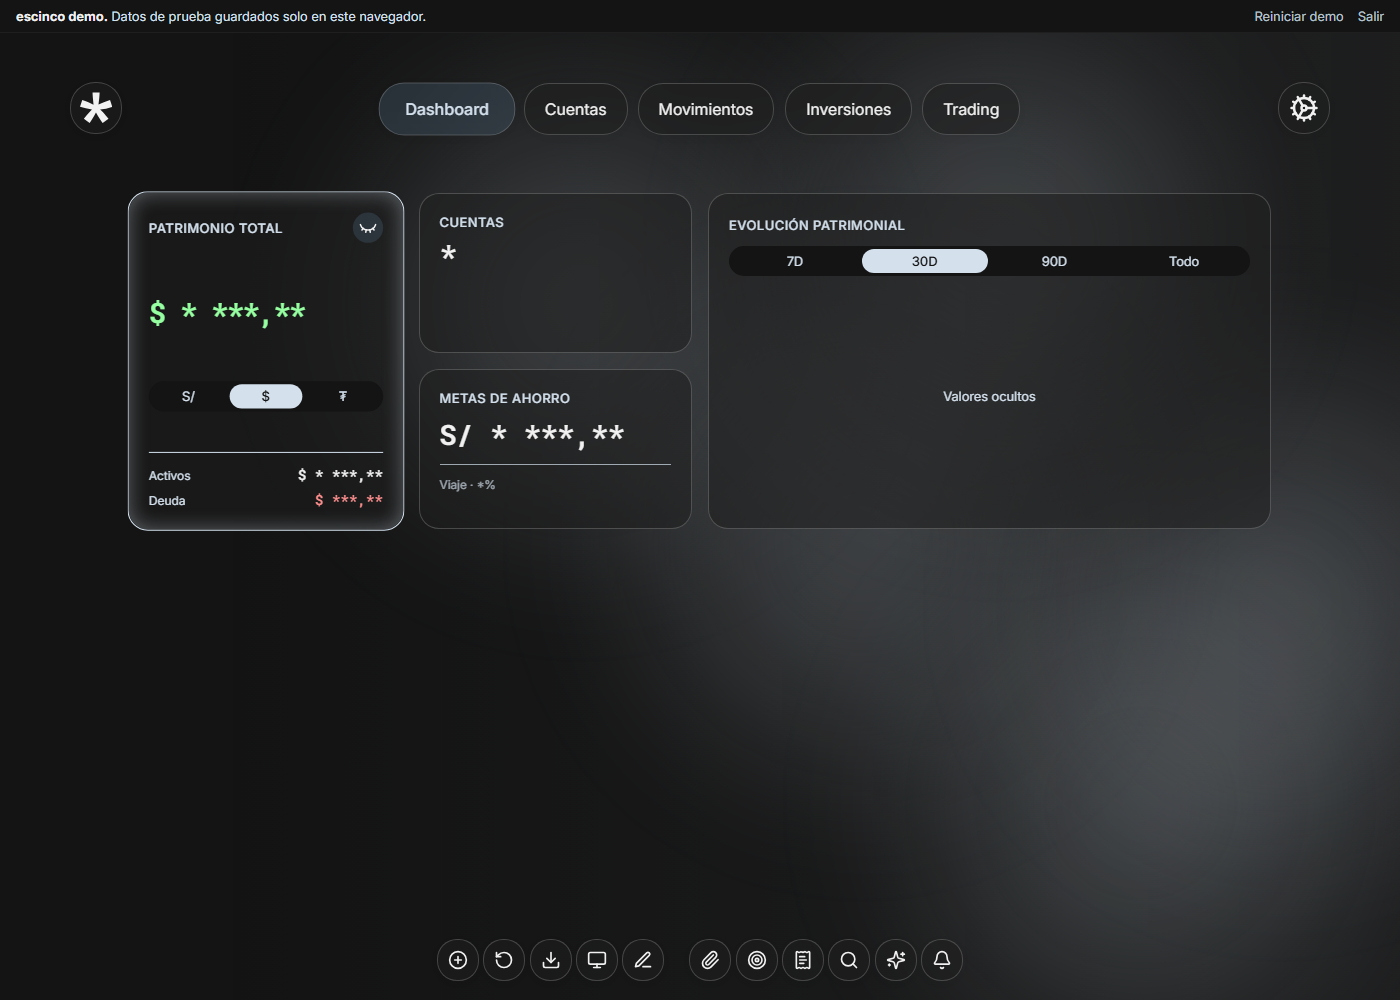 escinco demo. Datos de prueba guardados solo en este navegador.
Reiniciar demo
Salir
Dashboard
Cuentas
Movimientos
Inversiones
Trading
PATRIMONIO TOTAL
$ * ***,**
S/
$
₮
Activos $ * ***,**
Deuda $ ***,**
CUENTAS
*
METAS DE AHORRO
S/ * ***,**
Viaje · *%
EVOLUCIÓN PATRIMONIAL
7D
30D
90D
Todo
Valores ocultos